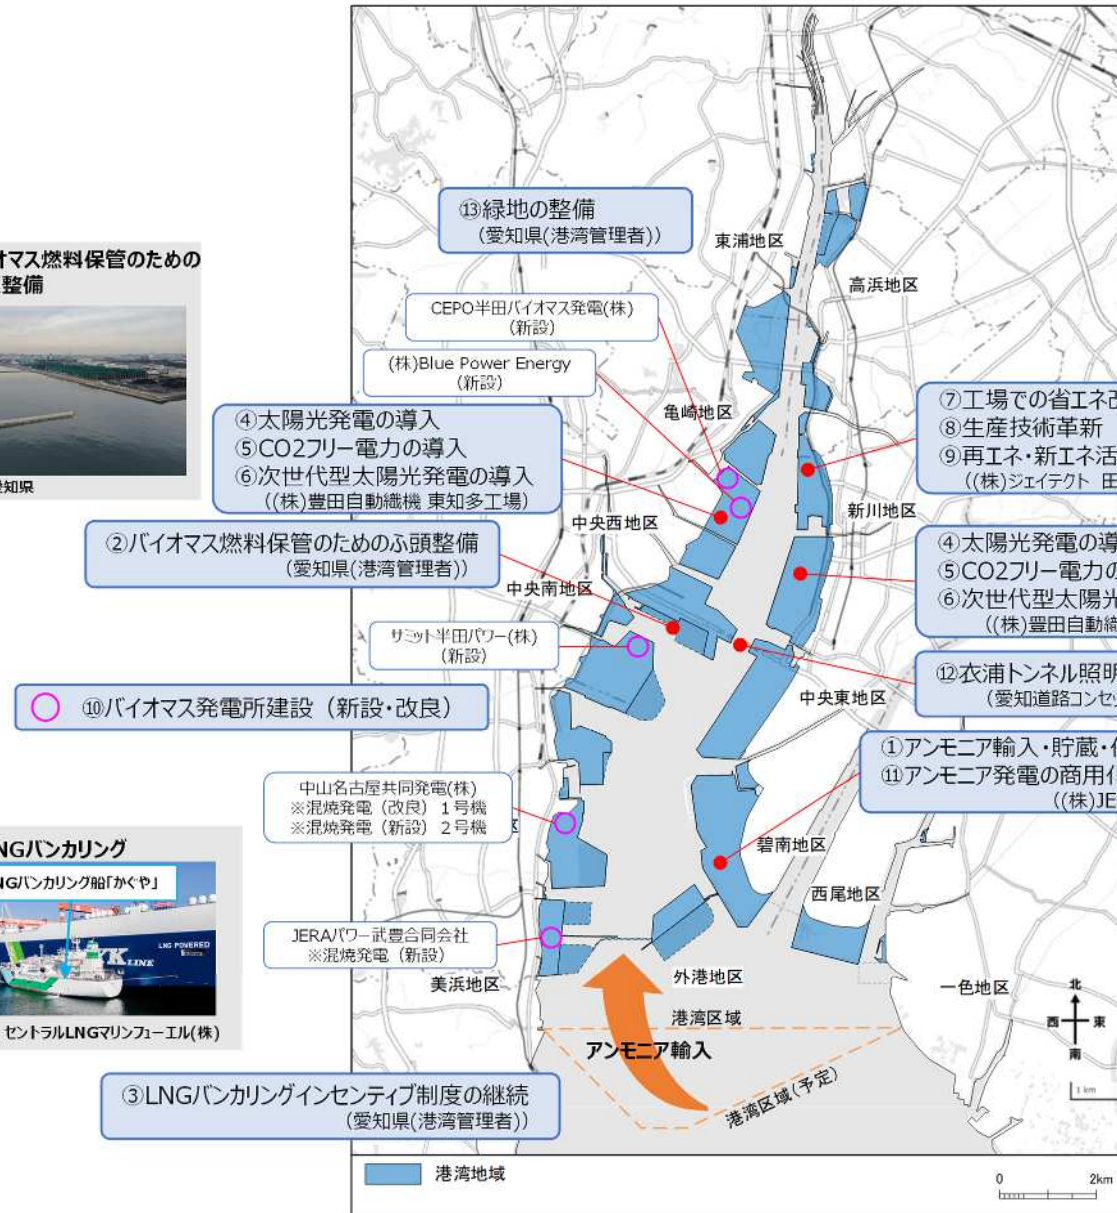 ⑬緑地の整備
(愛知県(港湾管理者))
東浦地区
高浜地区
オマス燃料保管のための
整備
愛知県
CEPO半田バイオマス発電(株)
(新設)
(株)Blue Power Energy
(新設)
亀崎地区
④太陽光発電の導入
⑤CO2フリー電力の導入
⑥次世代型太陽光発電の導入
((株)豊田自動織機 東知多工場)
⑦工場での省エネ改
⑧生産技術革新
⑨再エネ・新エネ活
((株)ジェイテクト 田
新川地区
中央西地区
②バイオマス燃料保管のためのふ頭整備
(愛知県(港湾管理者))
④太陽光発電の導
⑤CO2フリー電力の
⑥次世代型太陽光
((株)豊田自動織
中央南地区
サミット半田パワー(株)
(新設)
⑫衣浦トンネル照明
(愛知道路コンセッ
⑩バイオマス発電所建設（新設・改良）
中央東地区
①アンモニア輸入・貯蔵・供
⑪アンモニア発電の商用化
((株)JE
中山名古屋共同発電(株)
※混焼発電（改良）１号機
※混焼発電（新設）２号機
区
碧南地区
西尾地区
NGバンカリング
NGバンカリング船「かぐや」
LNG POWERED
YK LINE
セントラルLNGマリンフューエル(株)
JERAパワー武豊合同会社
※混焼発電（新設）
美浜地区
外港地区
一色地区
港湾区域
アンモニア輸入
港湾区域(予定)
北
西 東
南
1 km
③LNGバンカリングインセンティブ制度の継続
(愛知県(港湾管理者))
港湾地域
0 2km